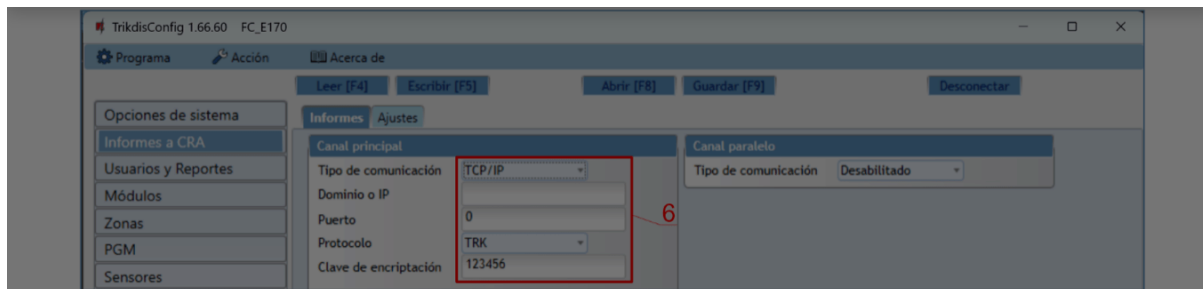 TrikdisConfig 1.66.60 FC_E170
Programa Acción Acerca de
Leer [F4] Escribir [F5] Abrir [F8] Guardar [F9] Desconectar
Opciones de sistema
Informes a CRA
Usuarios y Reportes
Módulos
Zonas
PGM
Sensores
Informes Ajustes
Canal principal
Tipo de comunicación TCP/IP
Dominio o IP
Puerto 0
Protocolo TRK
Clave de encriptación 123456
6
Canal paralelo
Tipo de comunicación Desabilitado